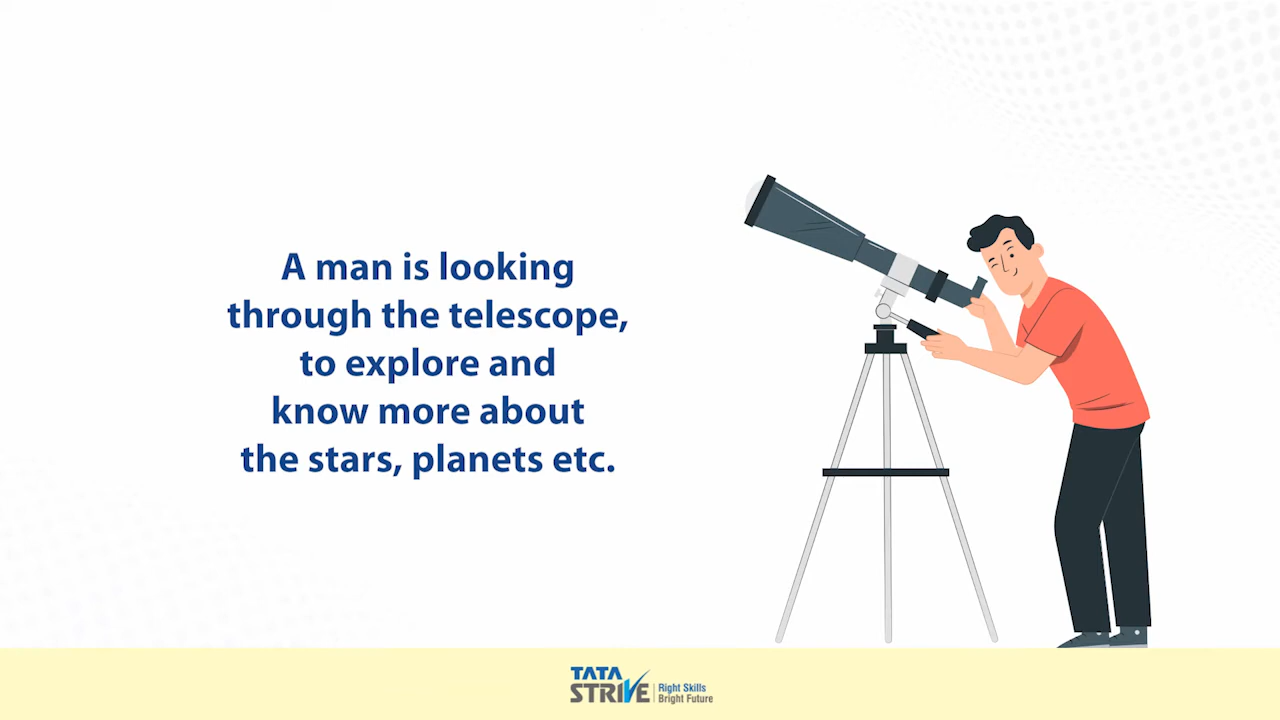 A man is looking
through the telescope,
to explore and
know more about
the stars, planets etc.
TATA
STRIVE
Right Skills
Bright Future